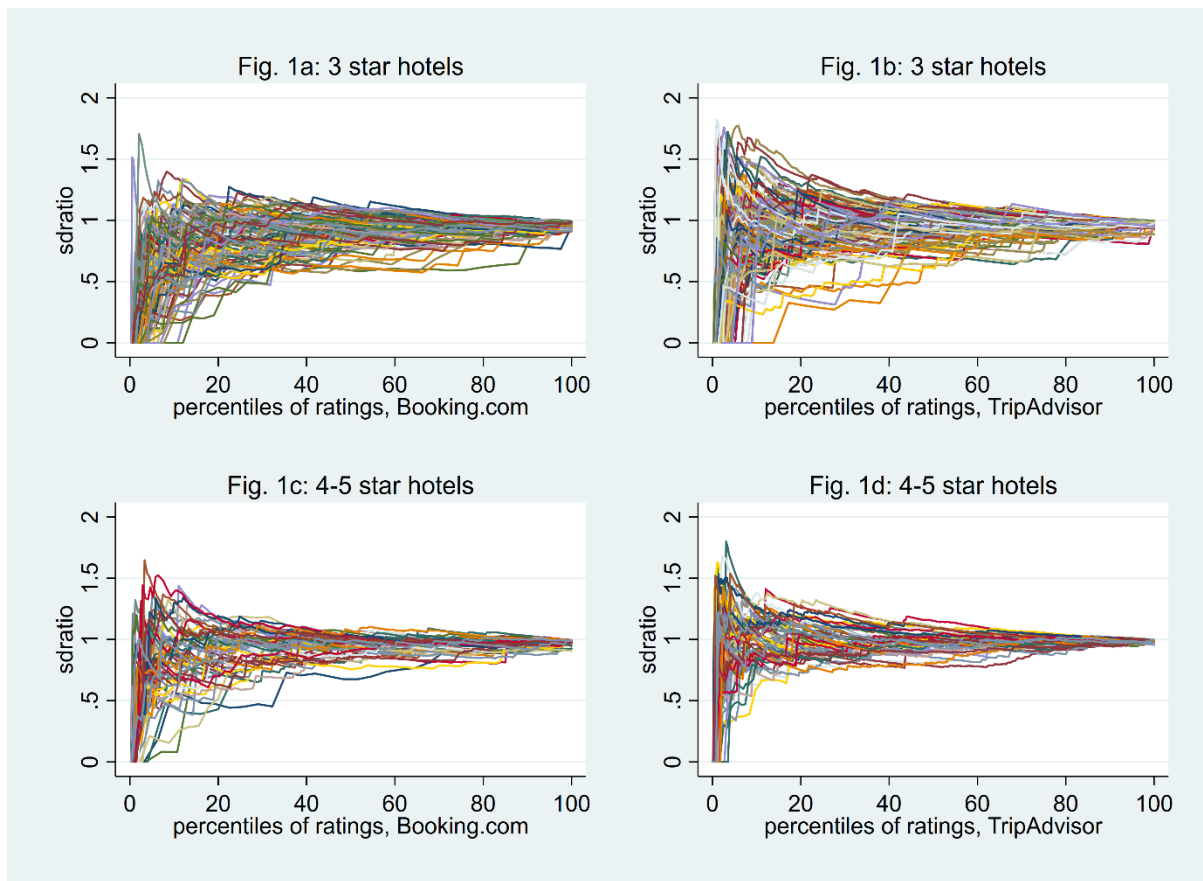 Fig. 1a: 3 star hotels
sdratio
2
1.5
1
.5
0
0 20 40 60 80 100
percentiles of ratings, Booking.com
Fig. 1b: 3 star hotels
sdratio
2
1.5
1
.5
0
0 20 40 60 80 100
percentiles of ratings, TripAdvisor
Fig. 1c: 4-5 star hotels
sdratio
2
1.5
1
.5
0
0 20 40 60 80 100
percentiles of ratings, Booking.com
Fig. 1d: 4-5 star hotels
sdratio
2
1.5
1
.5
0
0 20 40 60 80 100
percentiles of ratings, TripAdvisor